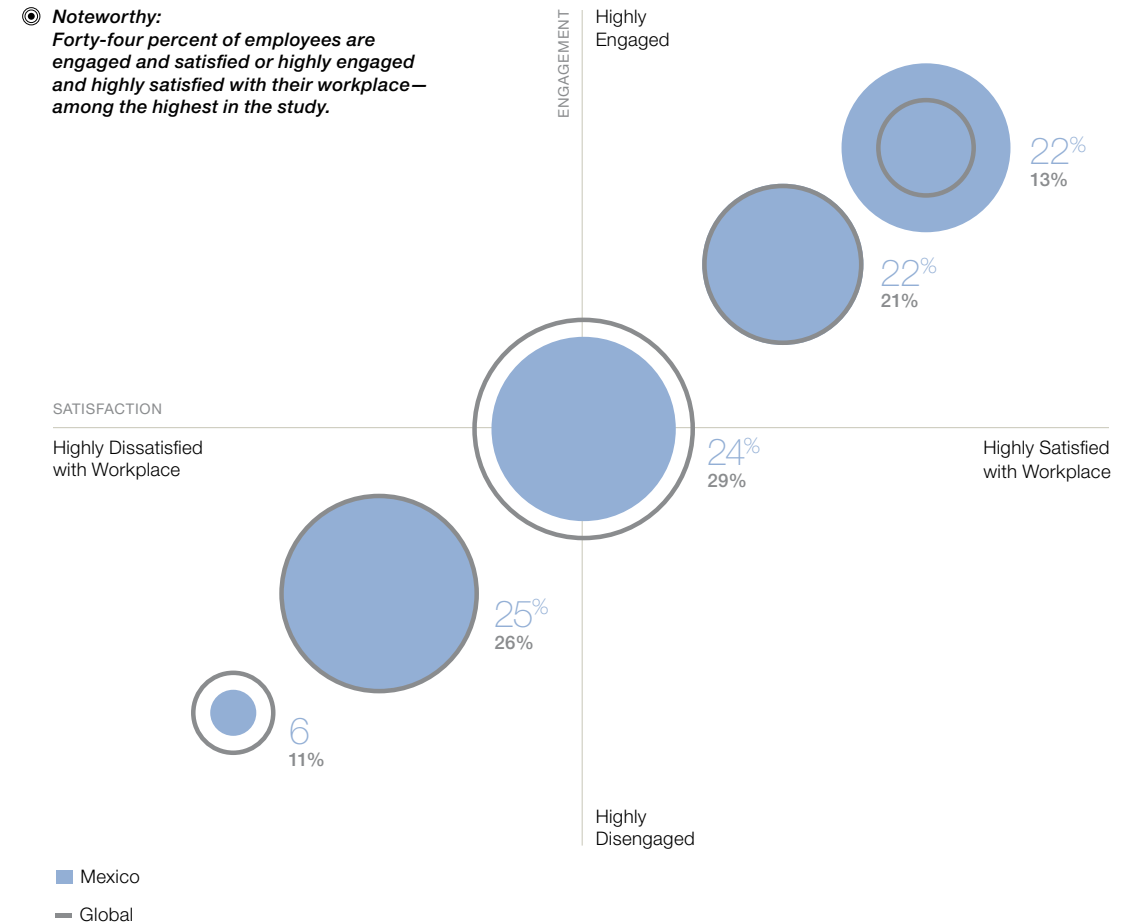 Noteworthy:
Forty-four percent of employees are
engaged and satisfied or highly engaged
and highly satisfied with their workplace—
among the highest in the study.
ENGAGEMENT
Highly
Engaged
22%
13%
22%
21%
SATISFACTION
Highly Dissatisfied
with Workplace
24%
29%
Highly Satisfied
with Workplace
25%
26%
6
11%
Highly
Disengaged
Mexico
Global